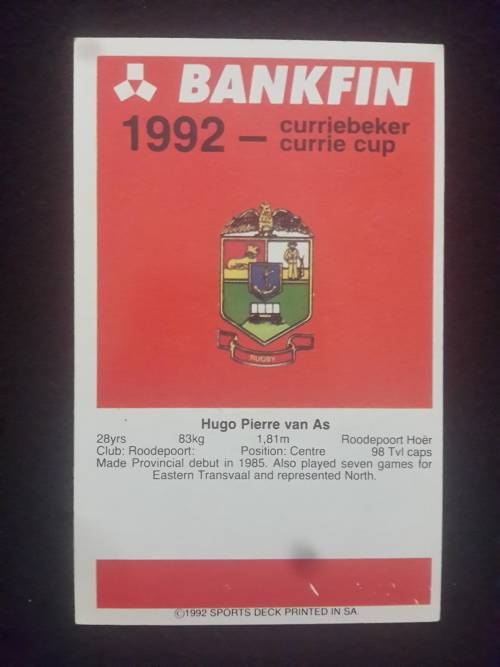 BANKFIN
1992 – curriebeker
currie cup
RUGBY
Hugo Pierre van As
28yrs 83kg 1,81m Roodepoort Hoër
Club: Roodepoort: Position: Centre 98 Tvl caps
Made Provincial debut in 1985. Also played seven games for
Eastern Transvaal and represented North.
©1992 SPORTS DECK PRINTED IN SA.